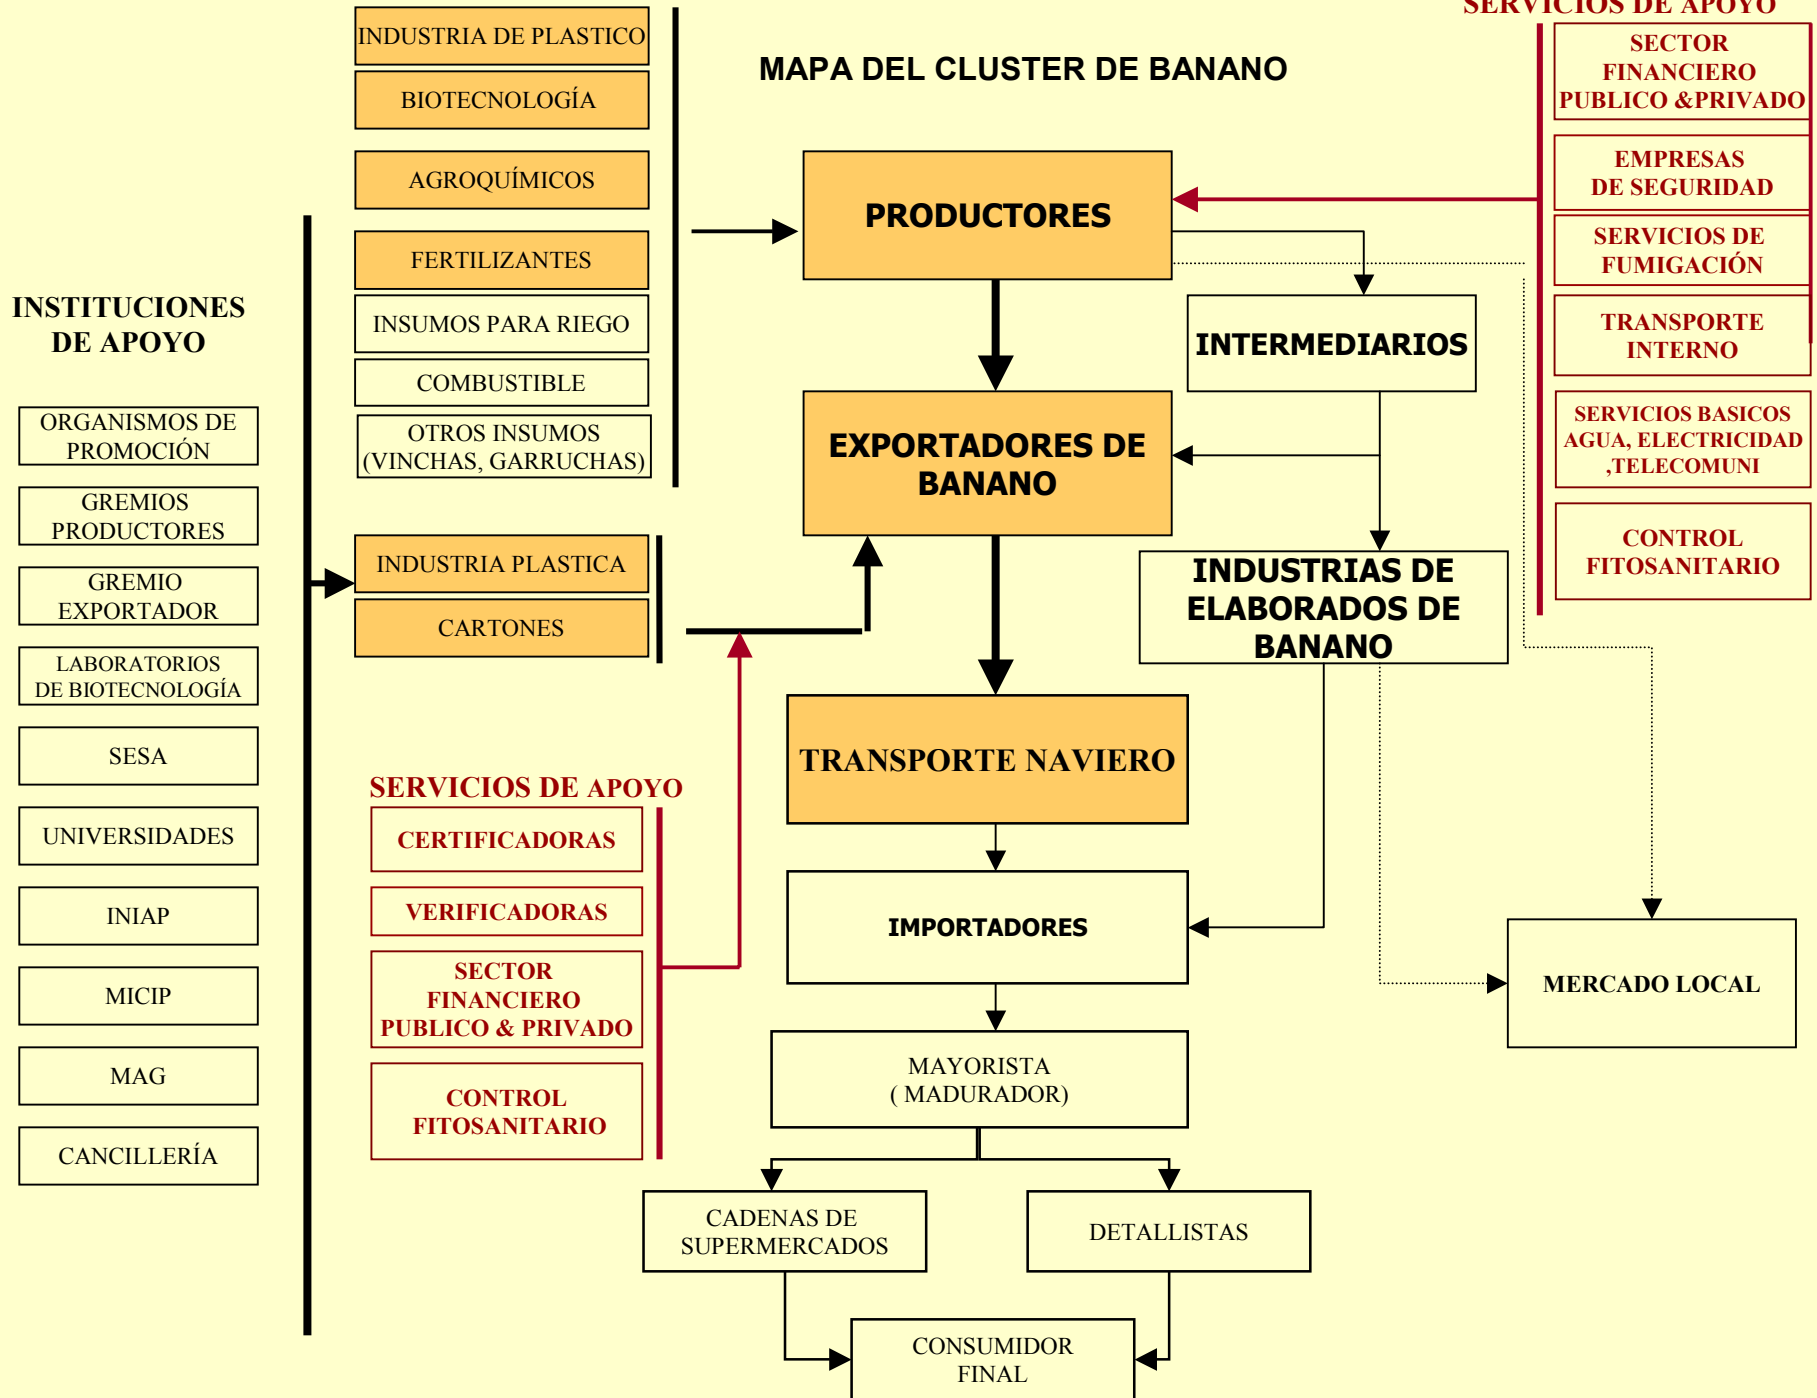 MAPA DEL CLUSTER DE BANANO
INSTITUCIONES
DE APOYO
ORGANISMOS DE
PROMOCIÓN
GREMIOS
PRODUCTORES
GREMIO
EXPORTADOR
LABORATORIOS
DE BIOTECNOLOGÍA
SESA
UNIVERSIDADES
INIAP
MICIP
MAG
CANCILLERÍA
INDUSTRIA DE PLASTICO
BIOTECNOLOGÍA
AGROQUÍMICOS
FERTILIZANTES
INSUMOS PARA RIEGO
COMBUSTIBLE
OTROS INSUMOS
(VINCHAS, GARRUCHAS)
INDUSTRIA PLASTICA
CARTONES
SERVICIOS DE APOYO
CERTIFICADORAS
VERIFICADORAS
SECTOR
FINANCIERO
PUBLICO & PRIVADO
CONTROL
FITOSANITARIO
PRODUCTORES
INTERMEDIARIOS
EXPORTADORES DE
BANANO
INDUSTRIAS DE
ELABORADOS DE
BANANO
TRANSPORTE NAVIERO
IMPORTADORES
MERCADO LOCAL
MAYORISTA
( MADURADOR)
CADENAS DE
SUPERMERCADOS
DETALLISTAS
CONSUMIDOR
FINAL
SERVICIOS DE APOYO
SECTOR
FINANCIERO
PUBLICO &PRIVADO
EMPRESAS
DE SEGURIDAD
SERVICIOS DE
FUMIGACIÓN
TRANSPORTE
INTERNO
SERVICIOS BASICOS
AGUA, ELECTRICIDAD
,TELECOMUNI
CONTROL
FITOSANITARIO